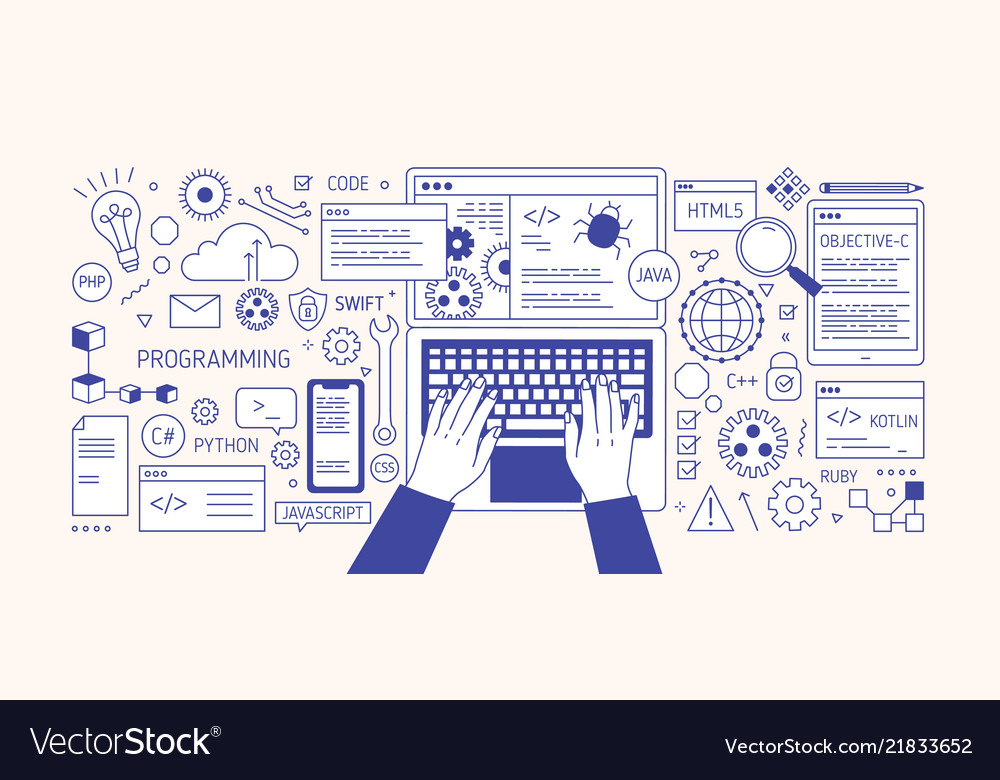 CODE
HTML5
OBJECTIVE-C
</>
PHP
JAVA
SWIFT
PROGRAMMING
C++
>_
</>
KOTLIN
C#
PYTHON
CSS
RUBY
</>
JAVASCRIPT
!
«
VectorStock®
VectorStock.com/21833652